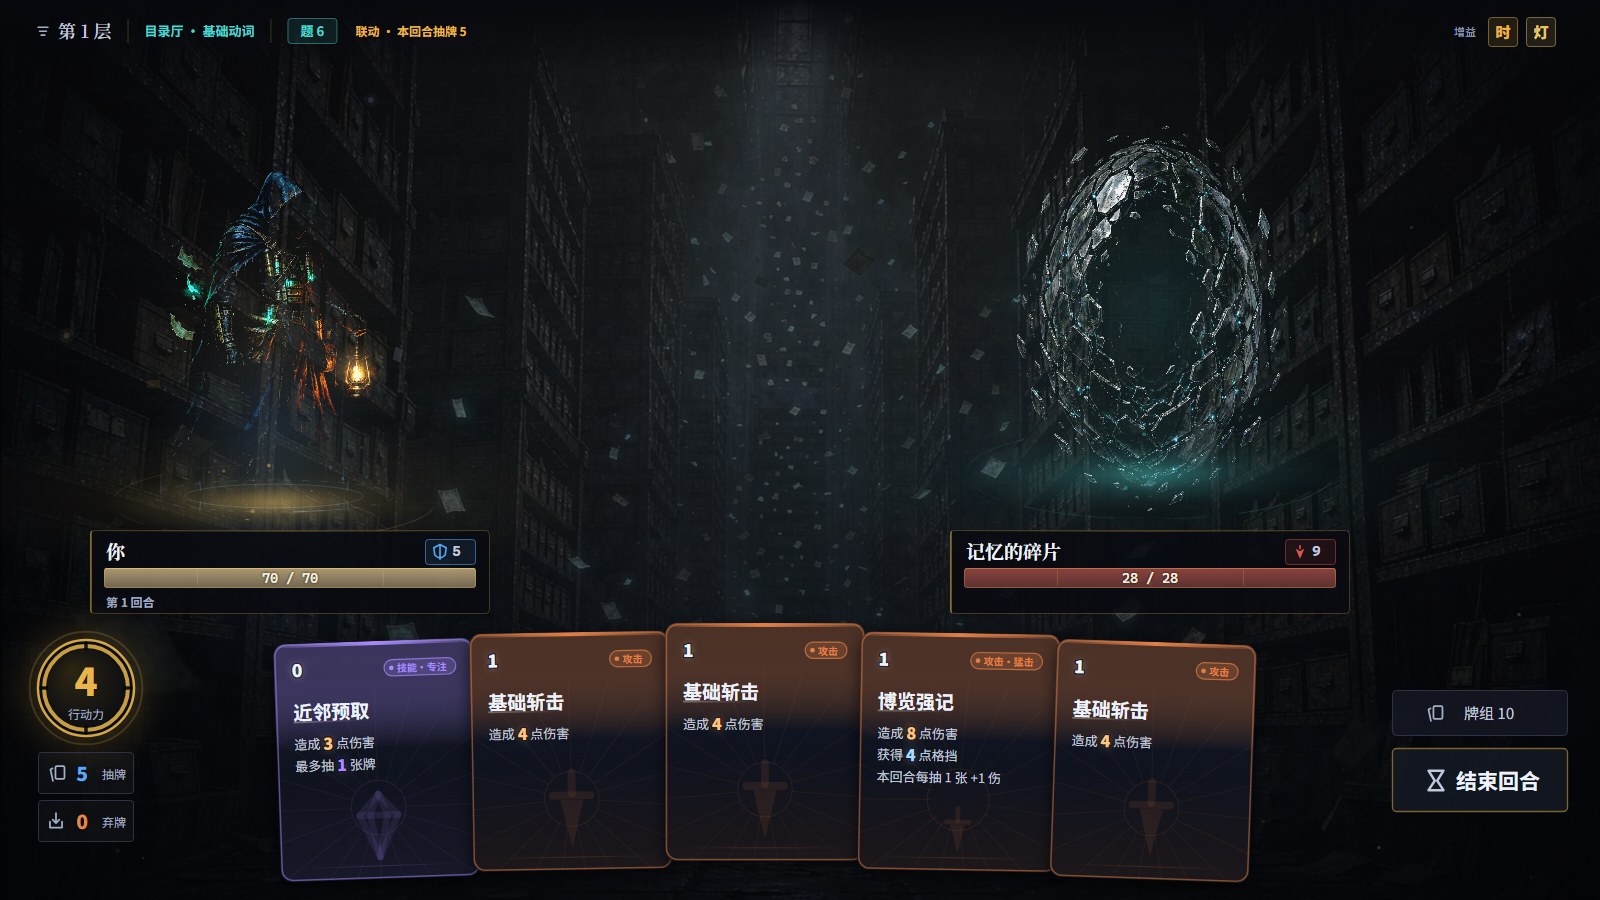 第1层
目录厅 · 基础动词
题6
联动 · 本回合抽牌5
增益
时
灯
你
5
70 / 70
第1回合
记忆的碎片
9
28 / 28
4
行动力
5 抽牌
0 弃牌
0
技能·专注
近邻预取
造成3点伤害
最多抽1张牌
1
攻击
基础斩击
造成4点伤害
1
攻击
基础斩击
造成4点伤害
1
攻击·猛击
博览强记
造成8点伤害
获得4点格挡
本回合每抽1张+1伤
1
攻击
基础斩击
造成4点伤害
牌组 10
结束回合